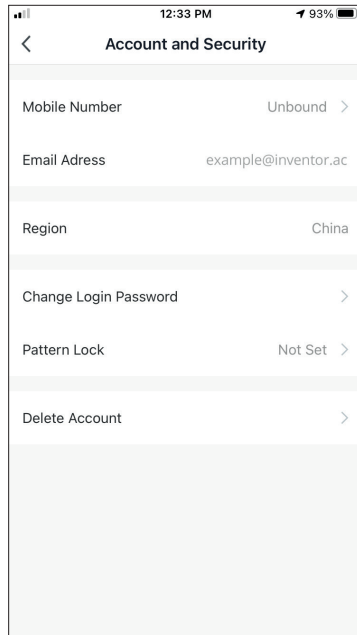 12:33 PM 93%
Account and Security
Mobile Number Unbound
Email Adress example@inventor.ac
Region China
Change Login Password
Pattern Lock Not Set
Delete Account